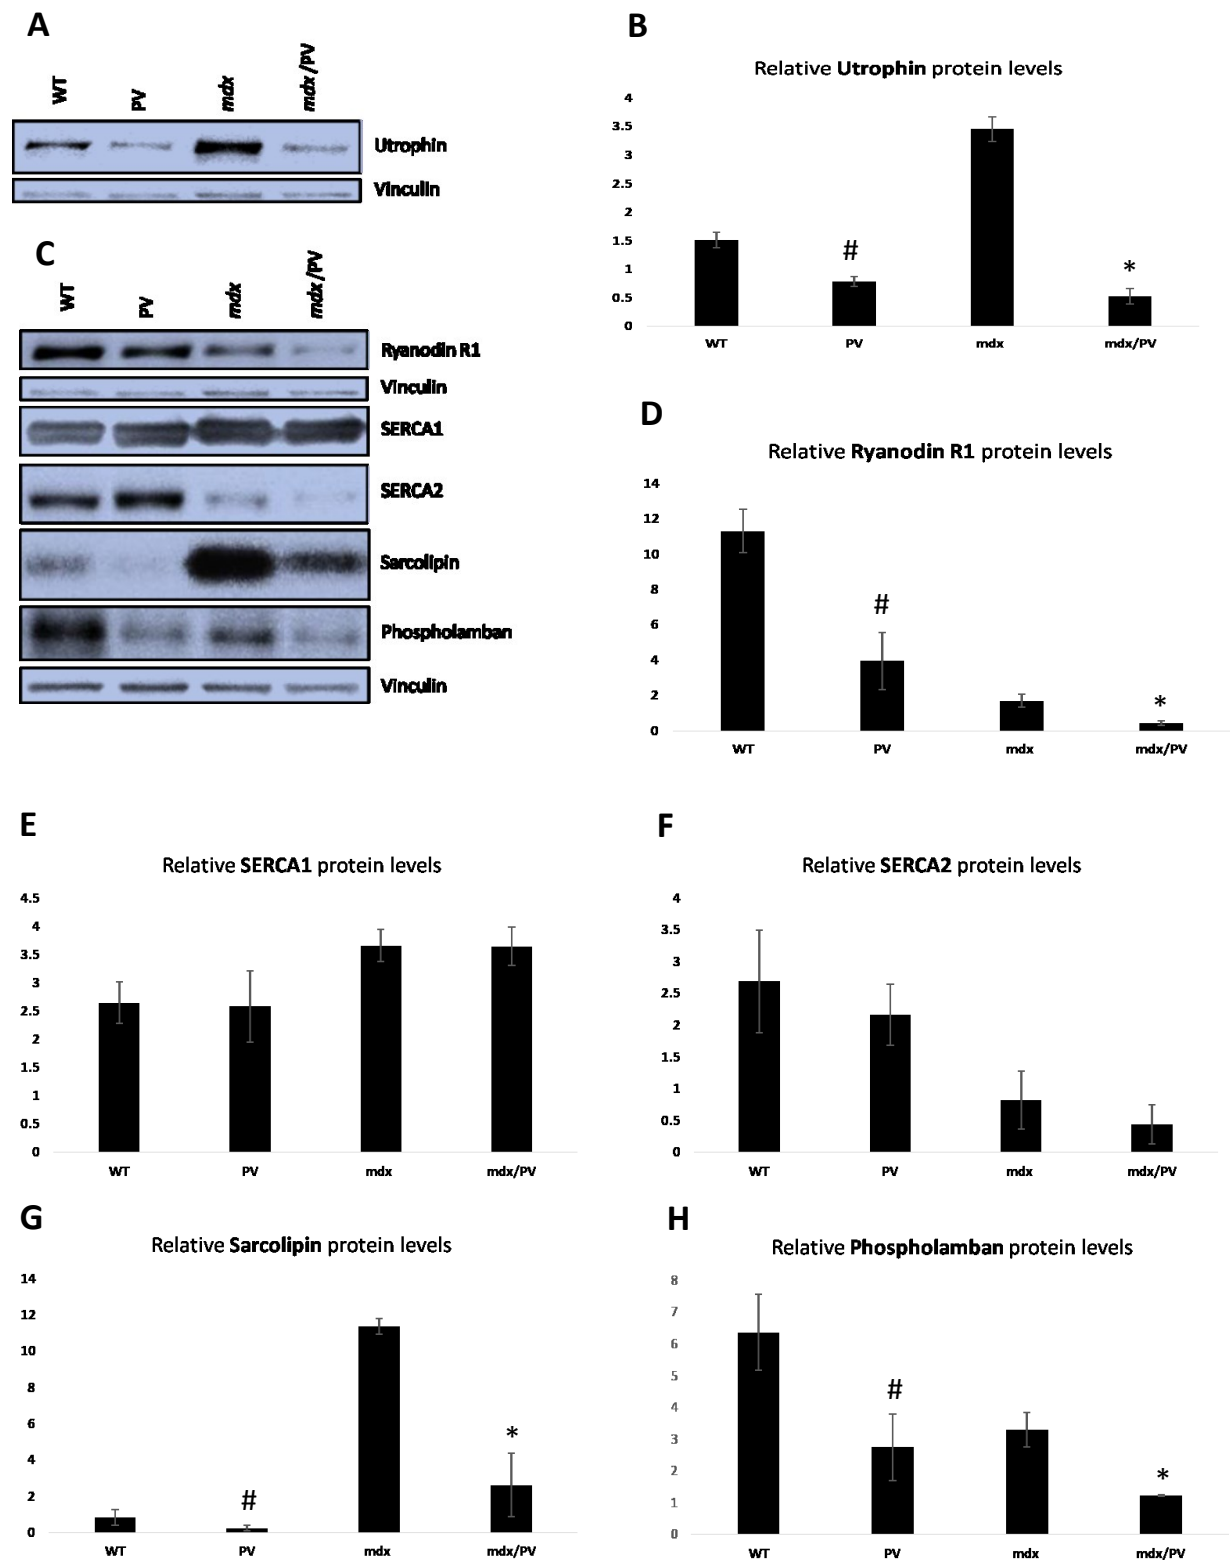 A
WT
PV
mdx
mdx/PV
Utrophin
Vinculin
B
Relative Utrophin protein levels
4
3.5
3
2.5
2
1.5
1
0.5
0
#
*
WT
PV
mdx
mdx/PV
C
WT
PV
mdx
mdx/PV
Ryanodin R1
Vinculin
SERCA1
SERCA2
Sarcolipin
Phospholamban
Vinculin
D
Relative Ryanodin R1 protein levels
14
12
10
8
6
4
2
0
#
*
WT
PV
mdx
mdx/PV
E
Relative SERCA1 protein levels
4.5
4
3.5
3
2.5
2
1.5
1
0.5
0
WT
PV
mdx
mdx/PV
F
Relative SERCA2 protein levels
4
3.5
3
2.5
2
1.5
1
0.5
0
WT
PV
mdx
mdx/PV
G
Relative Sarcolipin protein levels
14
12
10
8
6
4
2
0
#
*
WT
PV
mdx
mdx/PV
H
Relative Phospholamban protein levels
8
7
6
5
4
3
2
1
0
#
*
WT
PV
mdx
mdx/PV